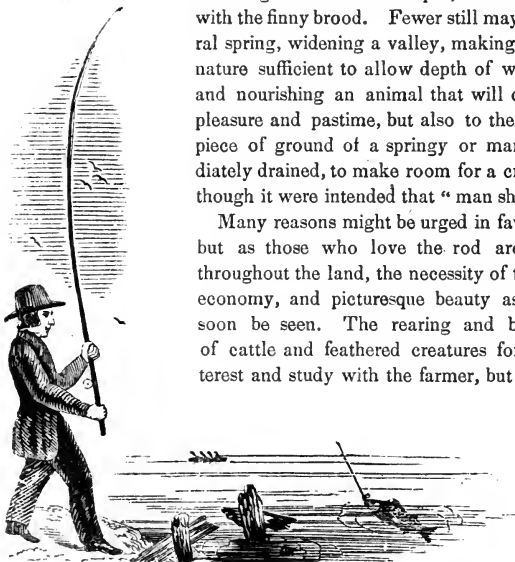 with the finny brood. Fewer still may
ral spring, widening a valley, making
nature sufficient to allow depth of w
and nourishing an animal that will
pleasure and pastime, but also to the
piece of ground of a springy or mar
diately drained, to make room for a
though it were intended that “ man sh
Many reasons might be urged in fav
but as those who love the rod are
throughout the land, the necessity of
economy, and picturesque beauty as
soon be seen. The rearing and b
of cattle and feathered creatures for
terest and study with the farmer, but